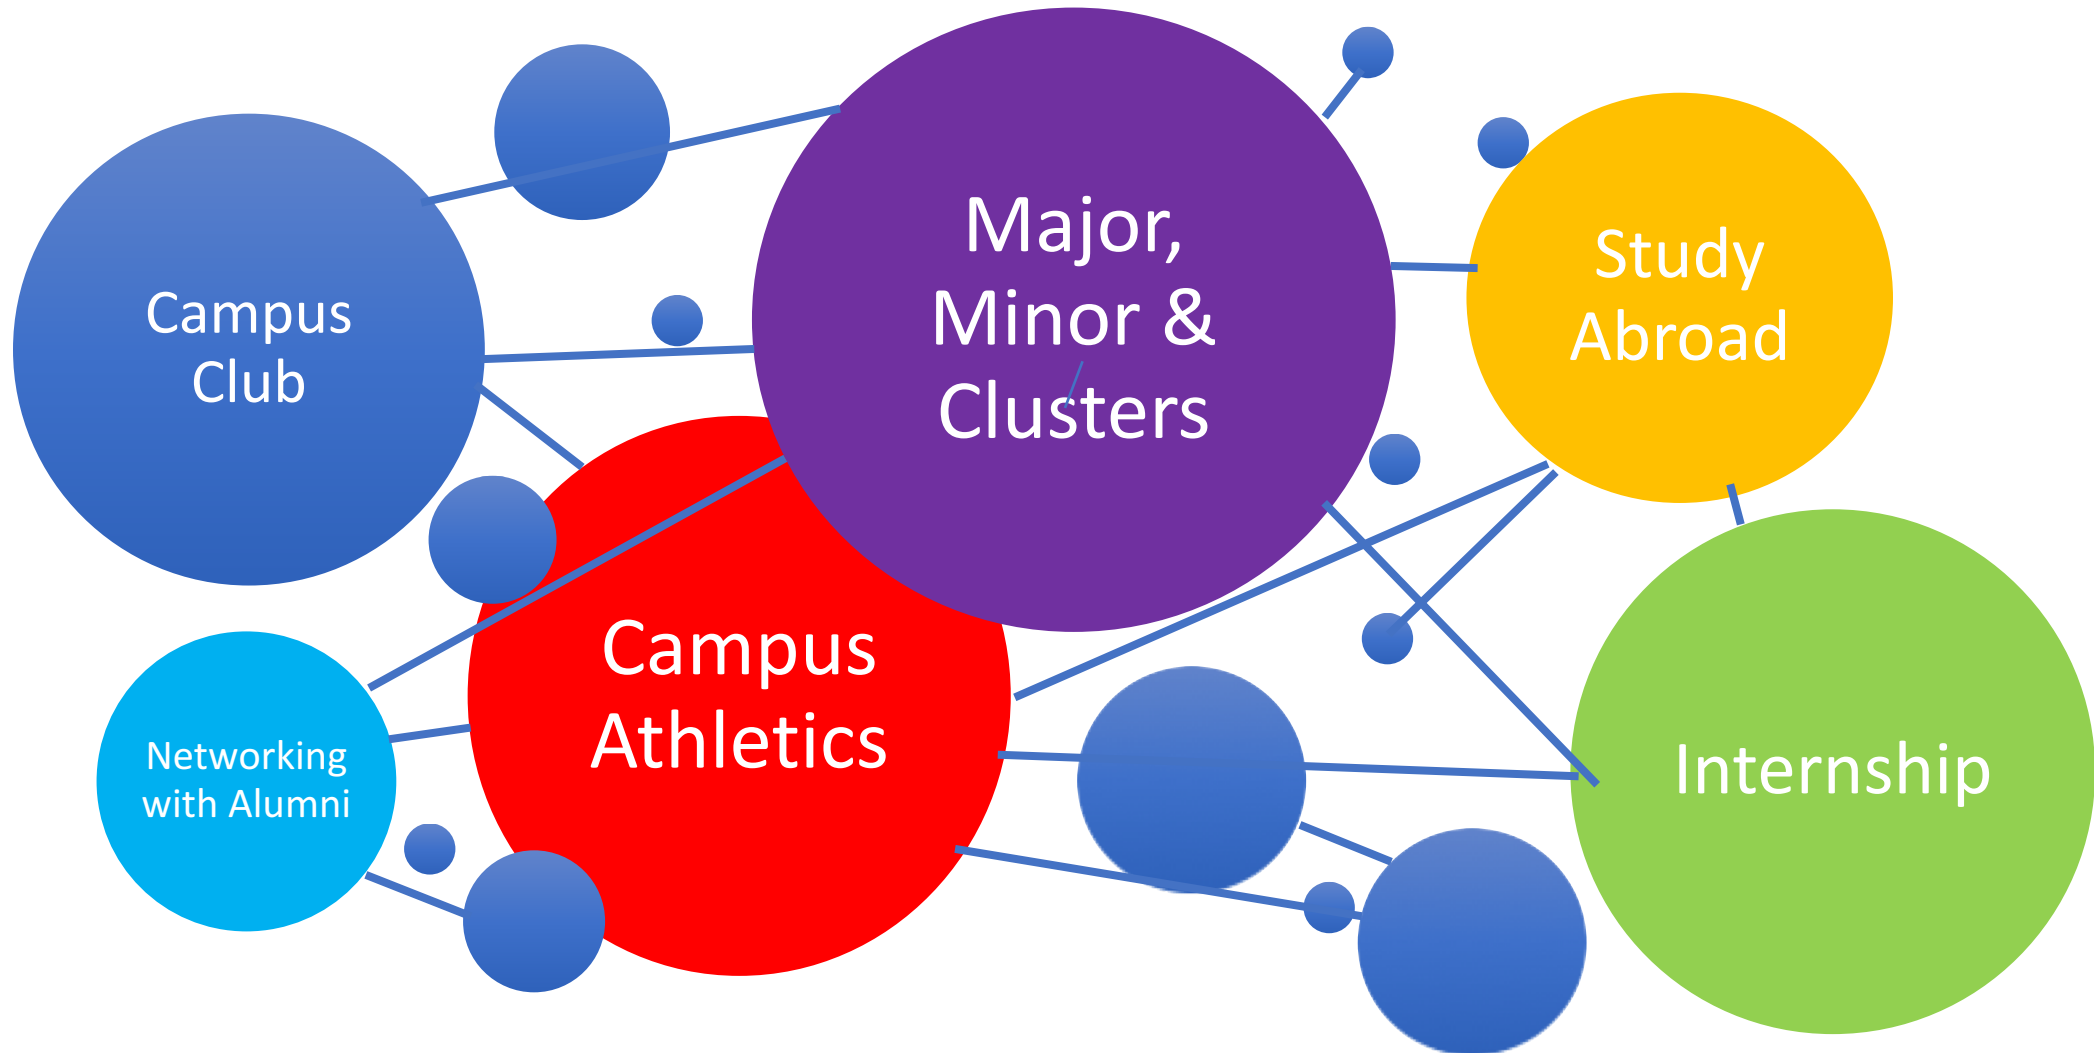 Campus
Club
Major,
Minor &
Clusters
Study
Abroad
Campus
Athletics
Networking
with Alumni
Internship